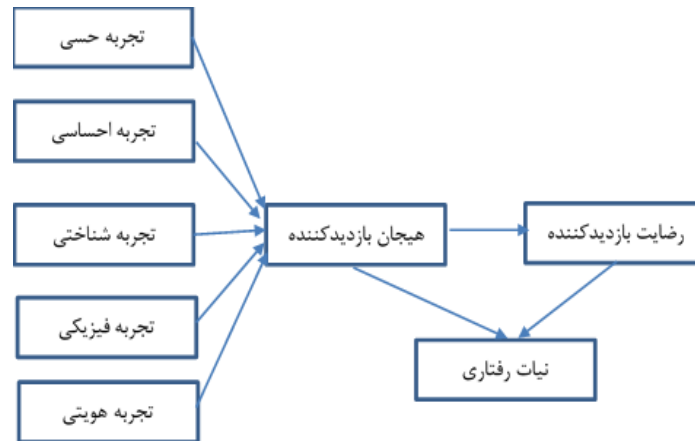 تجربه حسی
تجربه احساسی
تجربه شناختی
هیجان بازدیدکننده
رضایت بازدیدکننده
تجربه فیزیکی
نیات رفتاری
تجربه هویتی